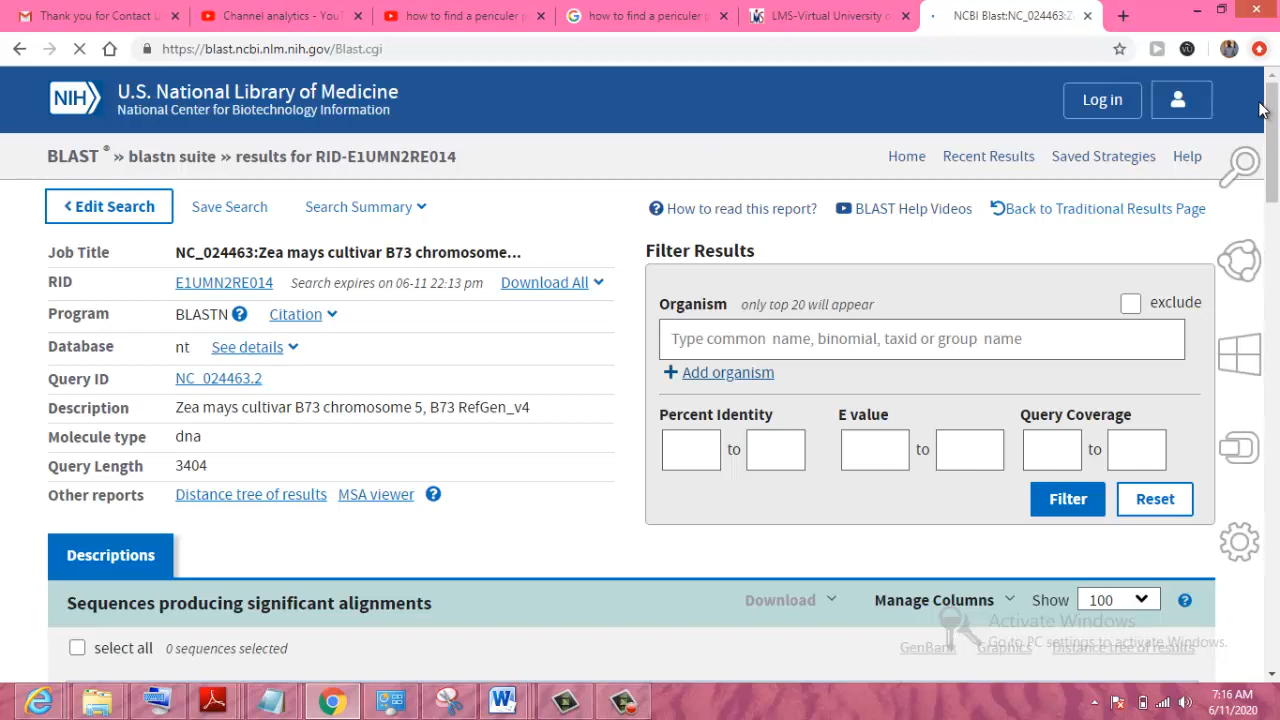 Thank you for Contact U
Channel analytics - YouT
how to find a periculer p
how to find a periculer p
LMS-Virtual University o
NCBI Blast:NC_024463:Ze
https://blast.ncbi.nlm.nih.gov/Blast.cgi
NIH
U.S. National Library of Medicine
National Center for Biotechnology Information
Log in
BLAST ® » blastn suite » results for RID-E1UMN2RE014
Home Recent Results Saved Strategies Help
Edit Search Save Search Search Summary
How to read this report? BLAST Help Videos Back to Traditional Results Page
Job Title NC_024463:Zea mays cultivar B73 chromosome...
RID E1UMN2RE014 Search expires on 06-11 22:13 pm Download All
Program BLASTN Citation
Database nt See details
Query ID NC_024463.2
Description Zea mays cultivar B73 chromosome 5, B73 RefGen_v4
Molecule type dna
Query Length 3404
Other reports Distance tree of results MSA viewer
Filter Results
Organism only top 20 will appear exclude
Type common name, binomial, taxid or group name
Add organism
Percent Identity E value Query Coverage
to to to
Filter Reset
Descriptions
Sequences producing significant alignments Download Manage Columns Show 100
select all 0 sequences selected
GenBank Graphics Distance tree of results
Activate Windows
Go to PC settings to activate Windows.
7:16 AM
6/11/2020